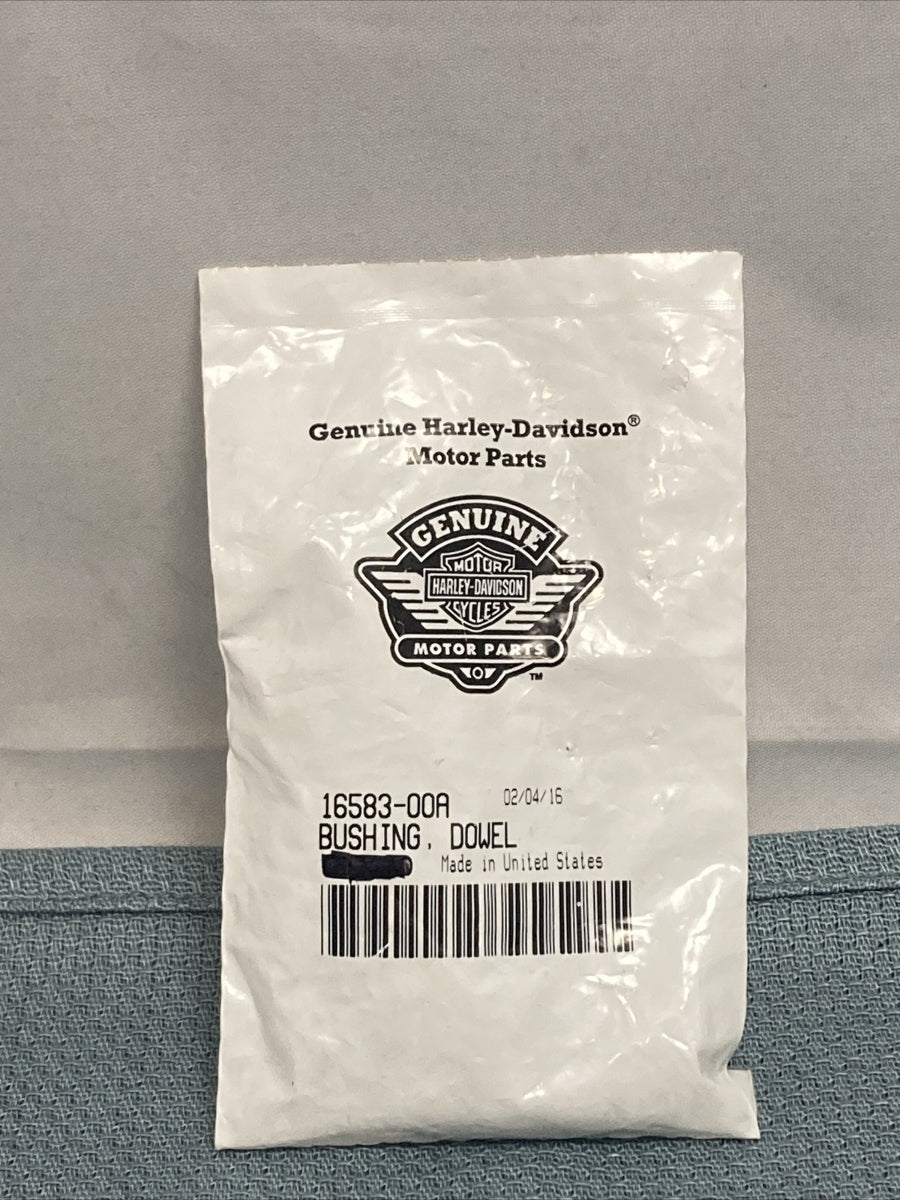 Genuine Harley-Davidson®
Motor Parts
GENUINE
MOTOR
HARLEY-DAVIDSON
CYCLES
MOTOR PARTS
TM
16583-00A 02/04/16
BUSHING, DOWEL
Made in United States